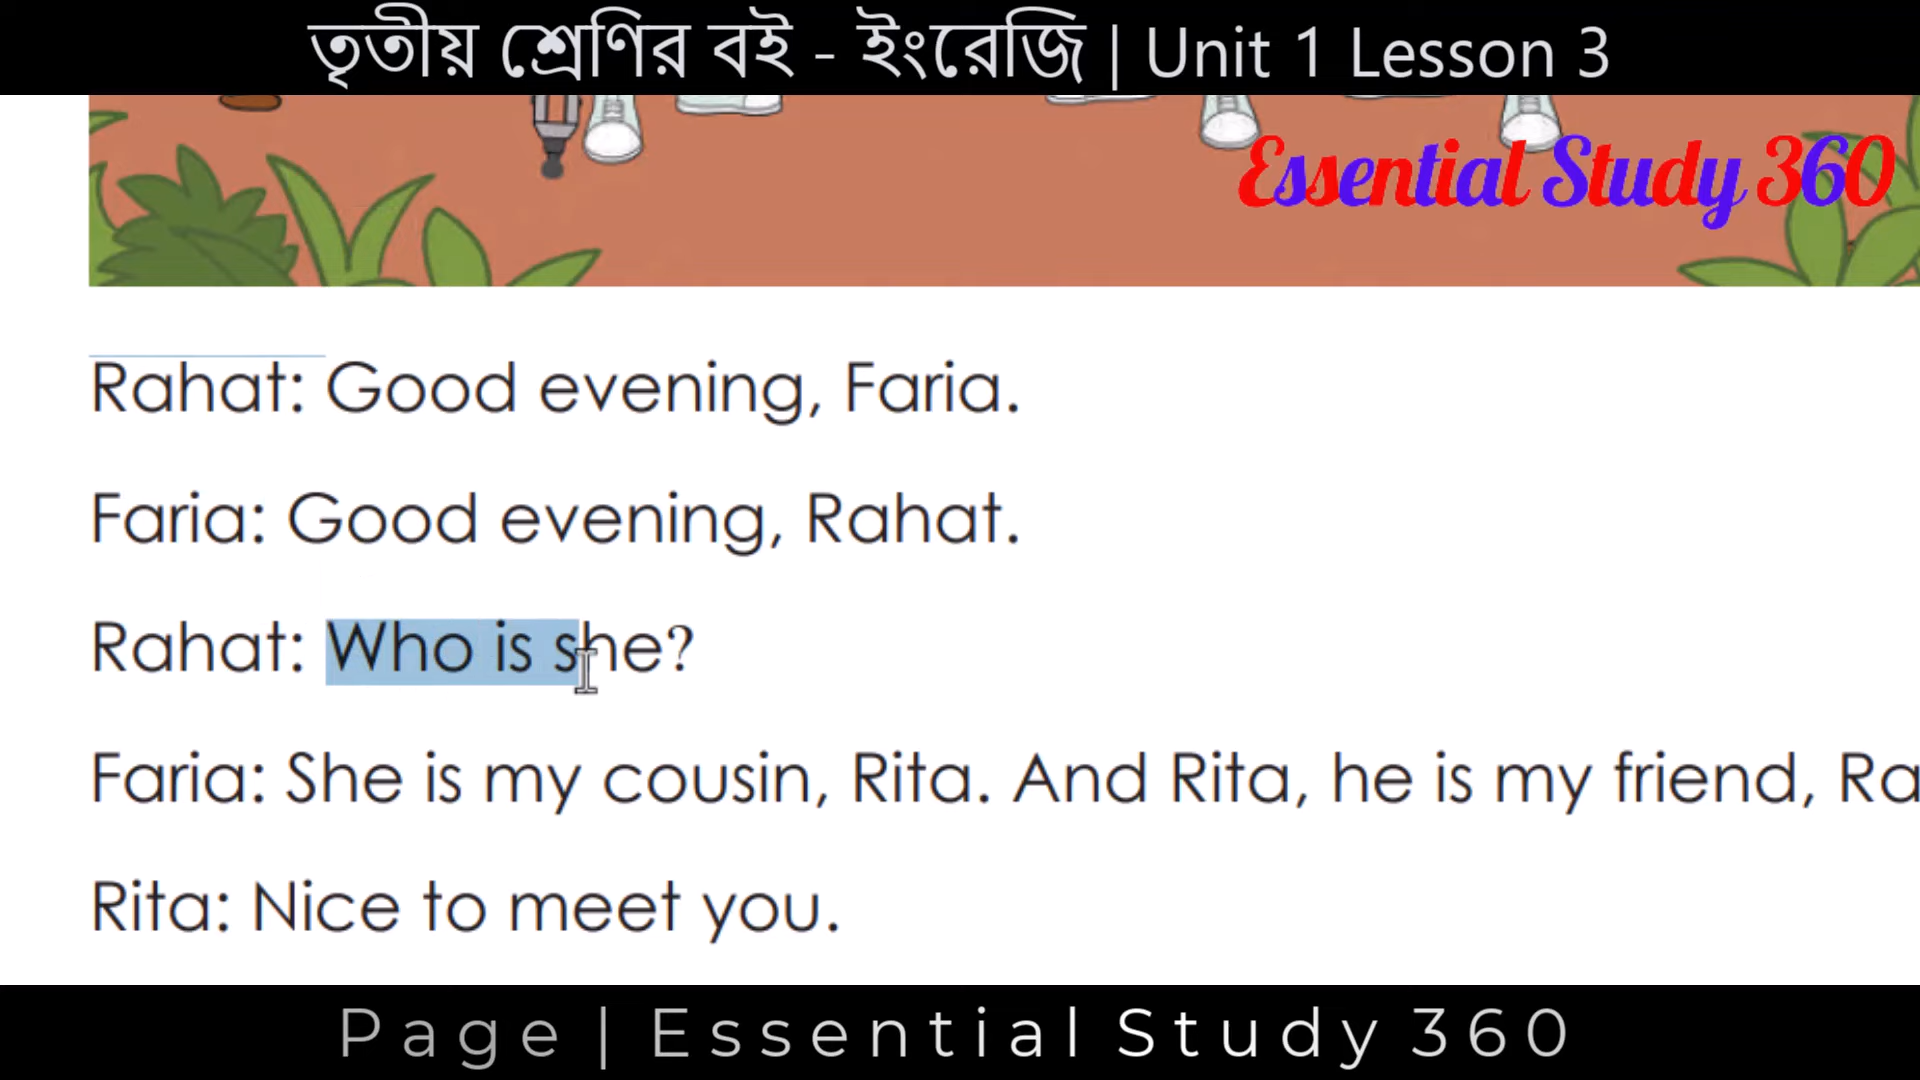 তৃতীয় শ্রেণির বই - ইংরেজি | Unit 1 Lesson 3
Essential Study 360
Rahat: Good evening, Faria.
Faria: Good evening, Rahat.
Rahat: Who is she?
Faria: She is my cousin, Rita. And Rita, he is my friend, Ra
Rita: Nice to meet you.
Page | Essential Study 360